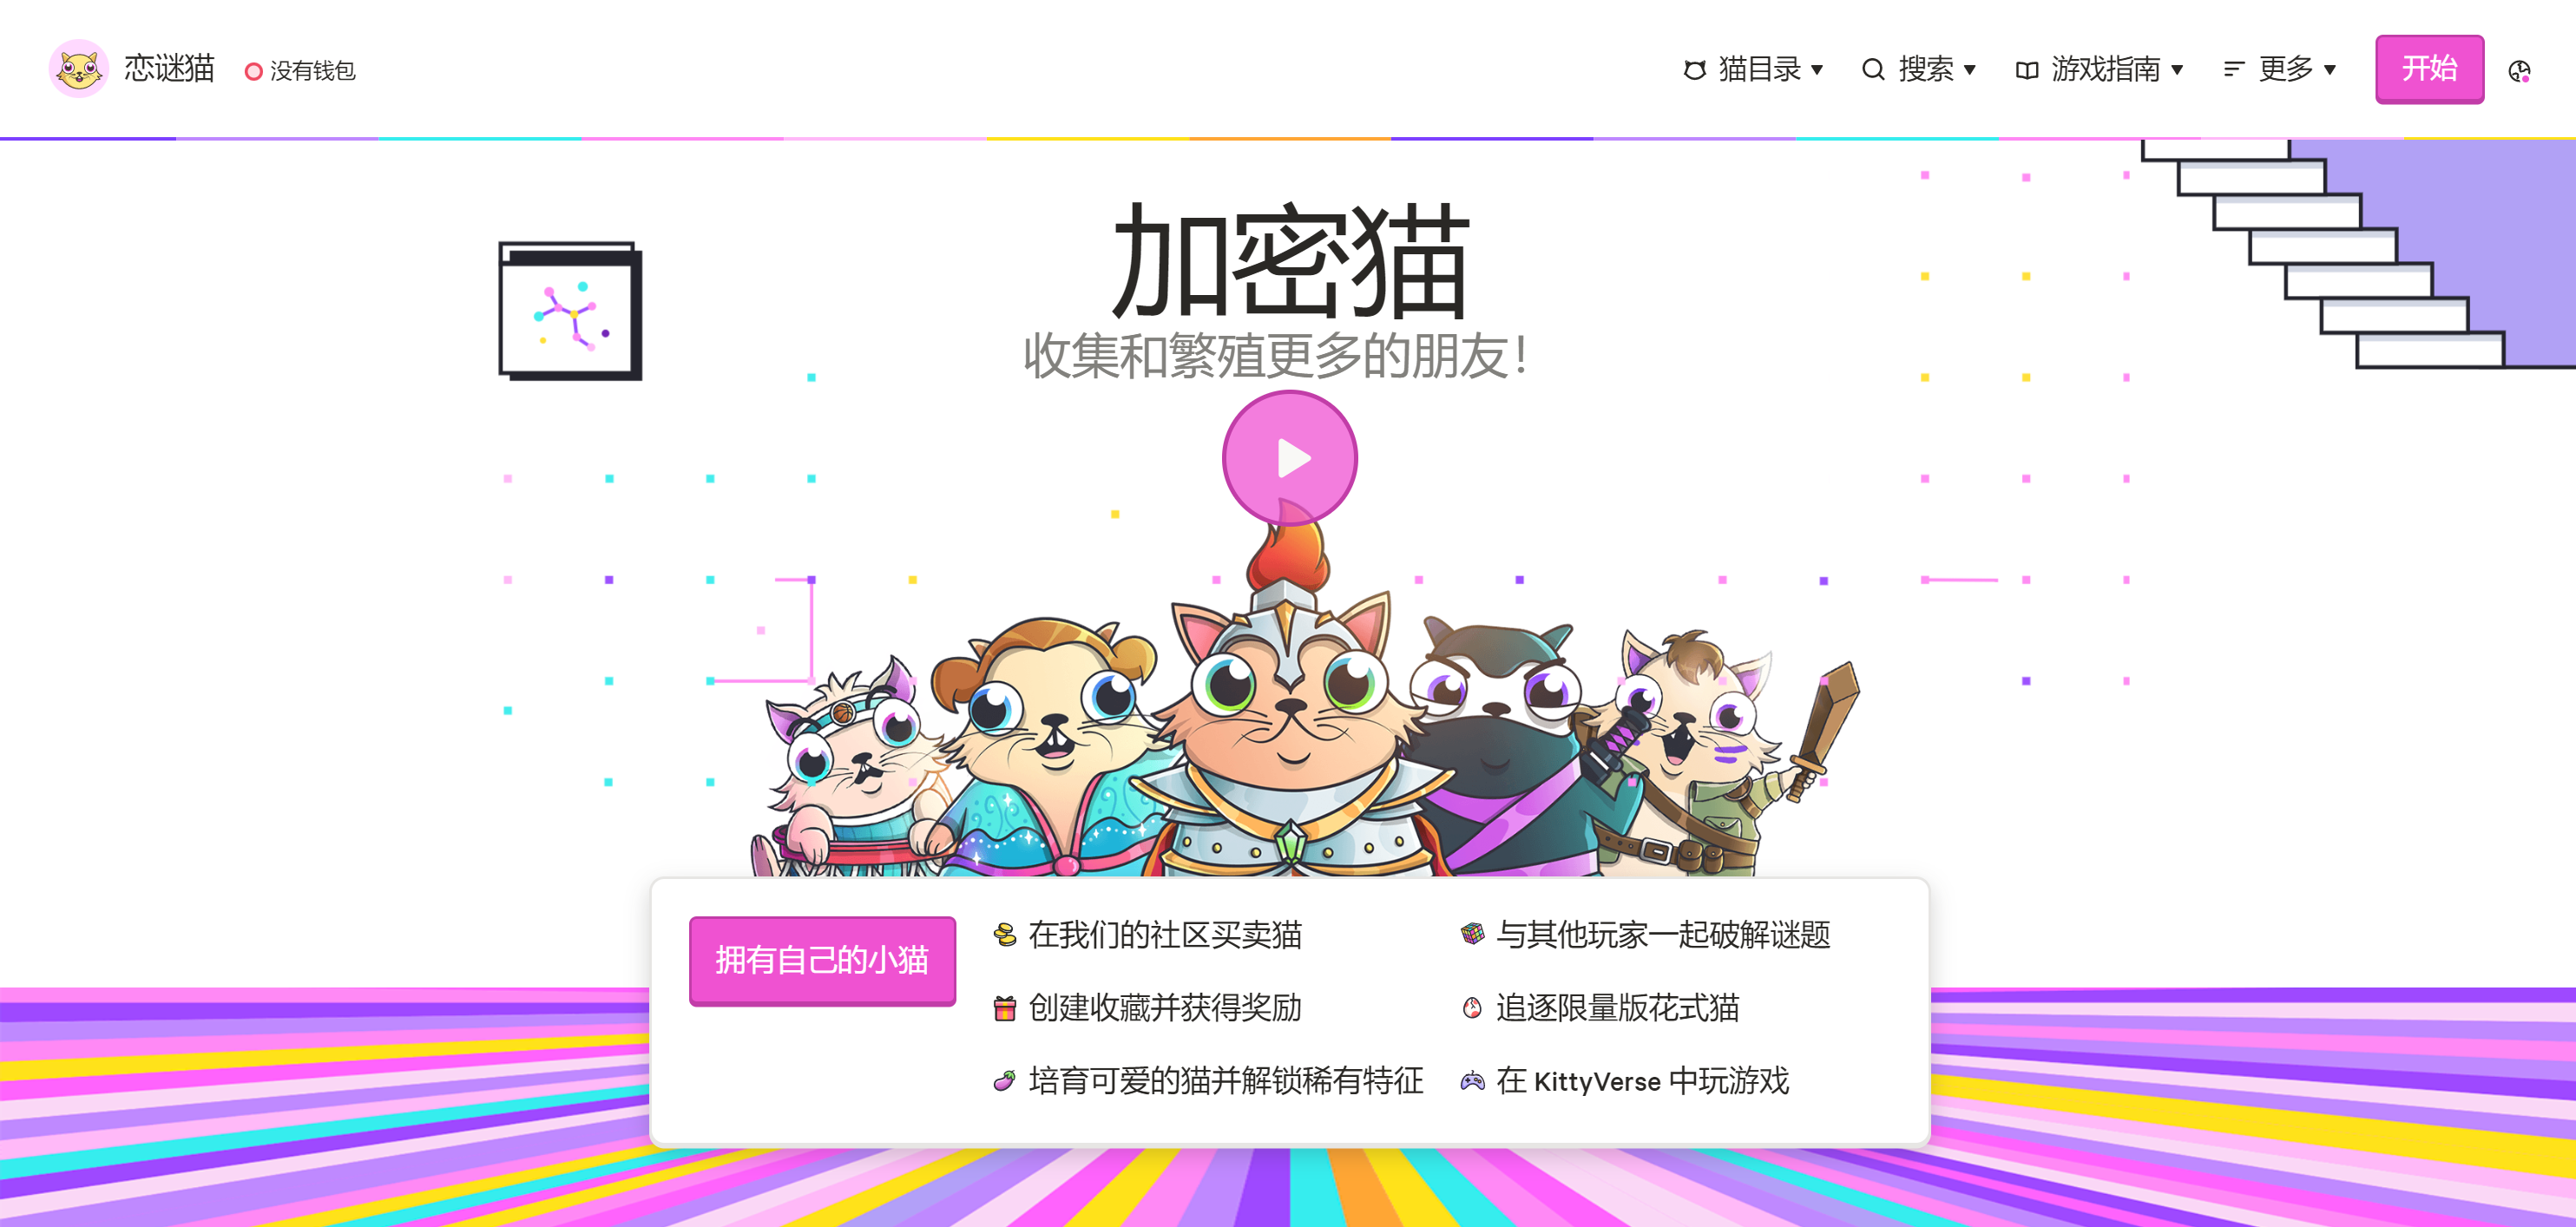 恋谜猫
没有钱包
猫目录
搜索
游戏指南
更多
开始
加密猫
收集和繁殖更多的朋友！
拥有自己的小猫
在我们的社区买卖猫
与其他玩家一起破解谜题
创建收藏并获得奖励
追逐限量版花式猫
培育可爱的猫并解锁稀有特征
在 KittyVerse 中玩游戏